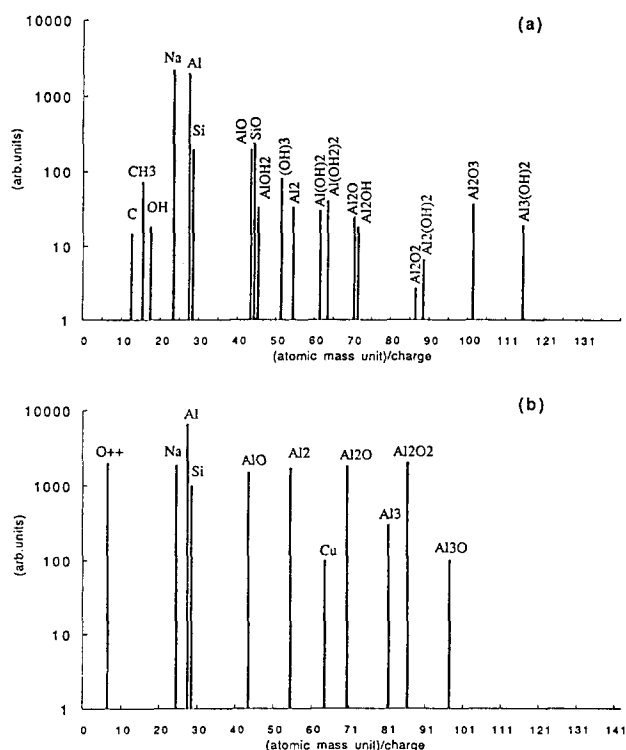 (a)
(arb.units)
10000
1000
100
10
1
C
CH3
OH
Na
Al
Si
AlO
SiO
AlOH2
(OH)3
Al2
Al(OH)2
Al(OH2)2
Al2O
Al2OH
Al2O2
Al2(OH)2
Al2O3
Al3(OH)2
0 10 20 30 40 50 60 70 80 90 101 111 121 131
(atomic mass unit)/charge
(b)
(arb.units)
10000
1000
100
10
1
O++
Na
Al
Si
AlO
Al2
Cu
Al2O
Al3
Al2O2
Al3O
0 10 20 30 40 50 60 71 81 91 101 111 121 131 141
(atomic mass unit)/charge